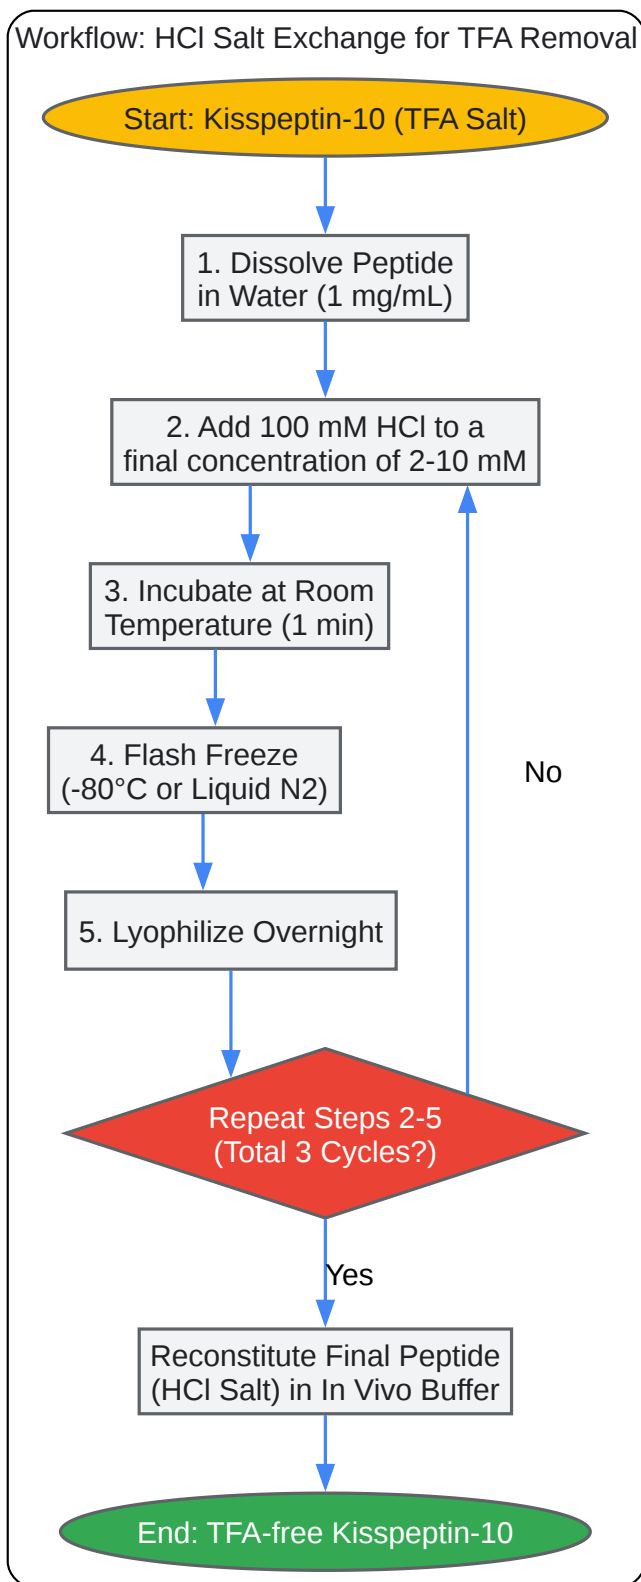 Workflow: HCl Salt Exchange for TFA Removal
Start: Kisspeptin-10 (TFA Salt)
1. Dissolve Peptide
in Water (1 mg/mL)
2. Add 100 mM HCl to a
final concentration of 2-10 mM
3. Incubate at Room
Temperature (1 min)
4. Flash Freeze
(-80°C or Liquid N2)
No
5. Lyophilize Overnight
Repeat Steps 2-5
(Total 3 Cycles?)
Yes
Reconstitute Final Peptide
(HCl Salt) in In Vivo Buffer
End: TFA-free Kisspeptin-10